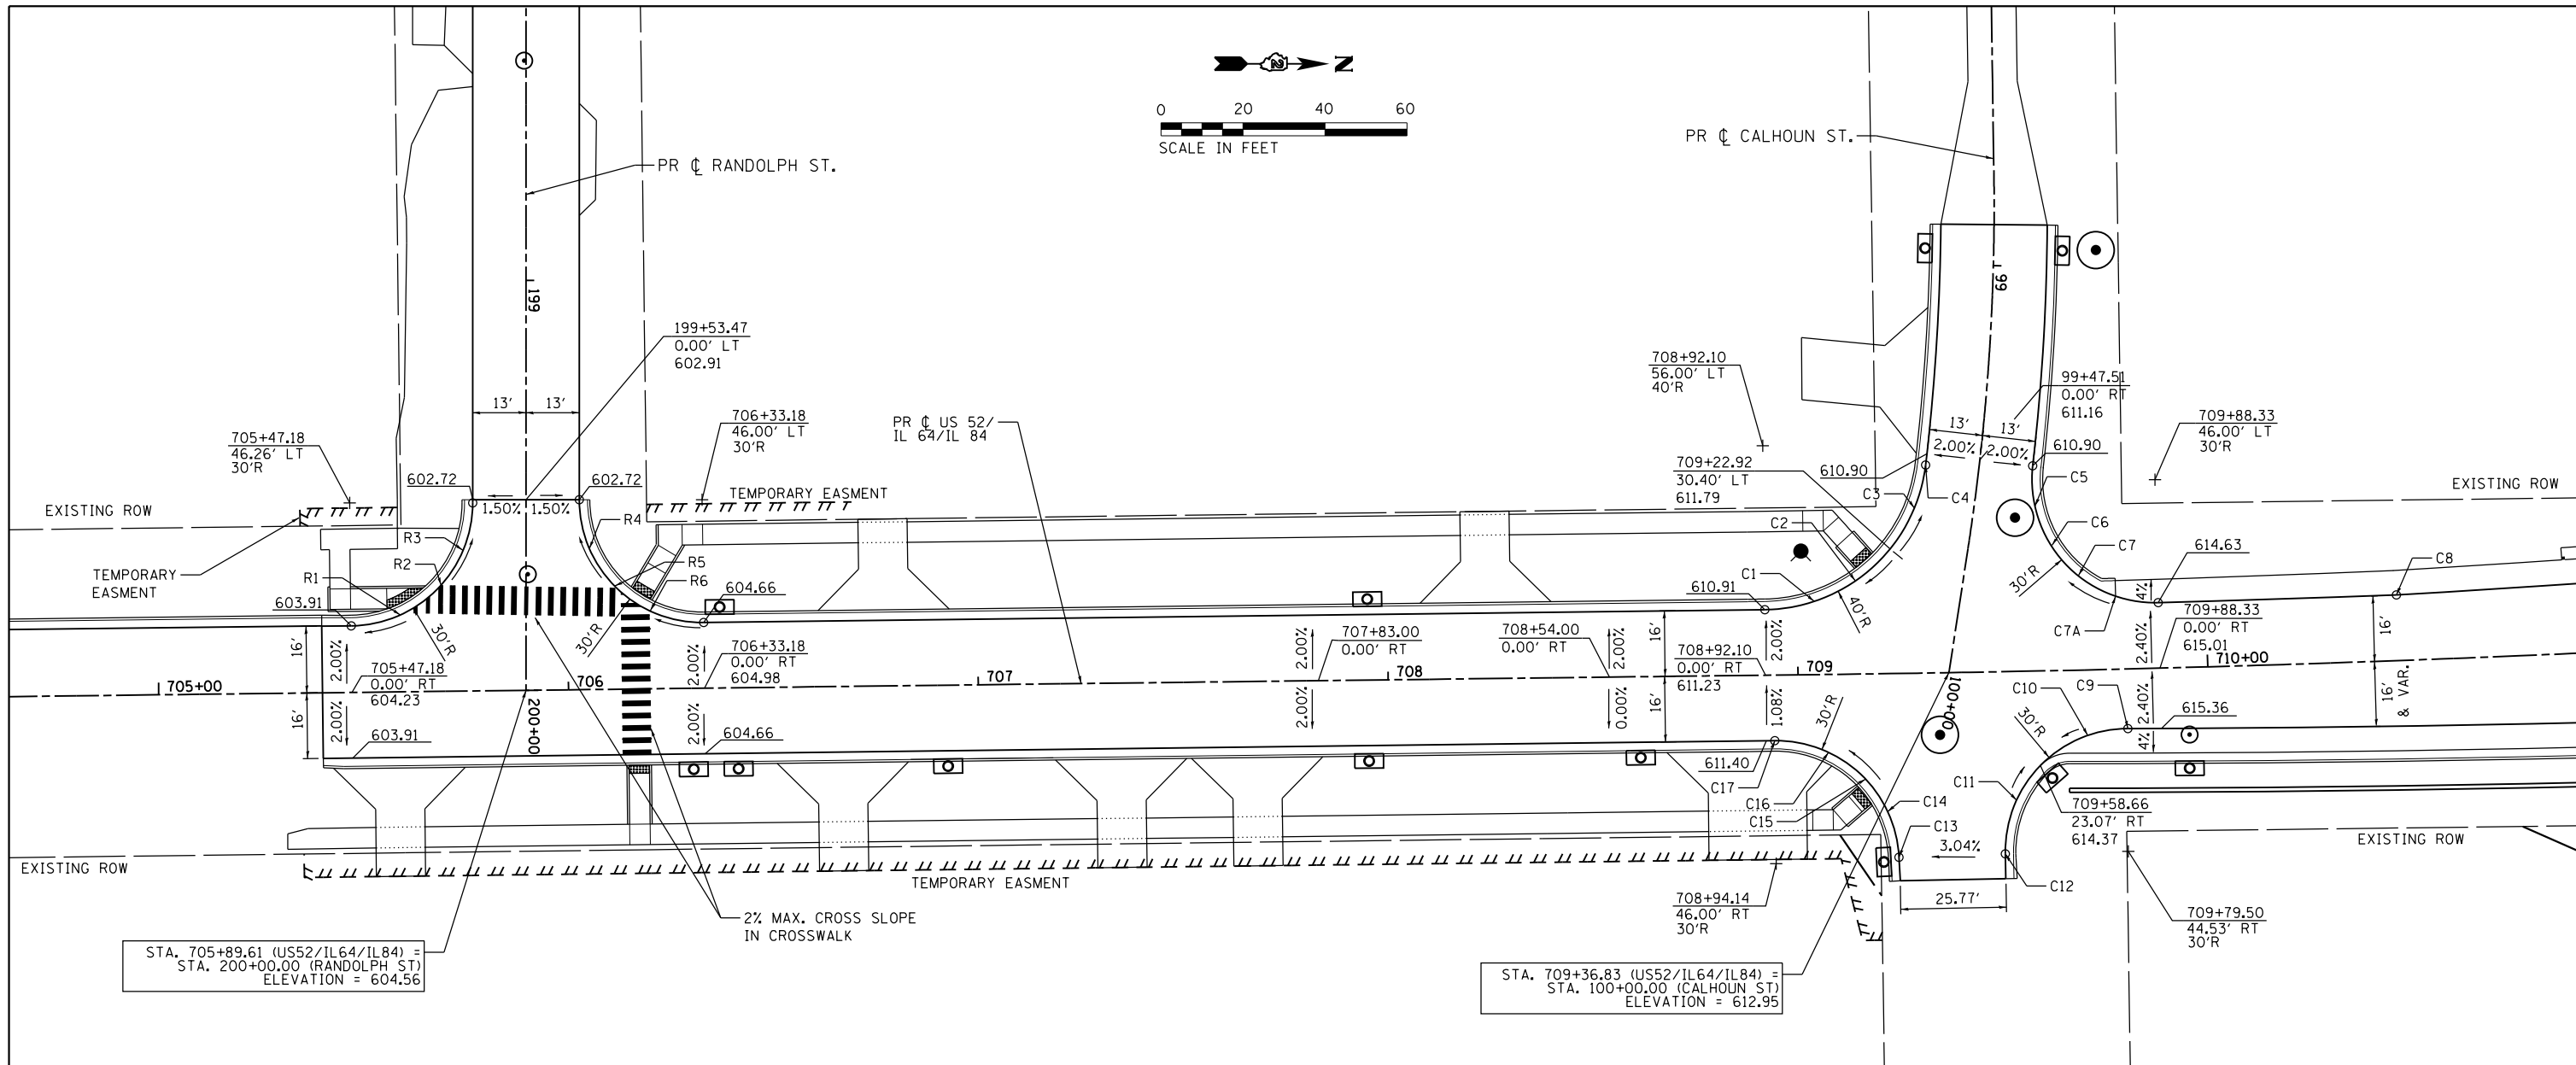 N
0 20 40 60
SCALE IN FEET
PR ℄ RANDOLPH ST.
PR ℄ CALHOUN ST.
199
99
199+53.47
0.00' LT
602.91
13' 13'
705+47.18
46.26' LT
30'R
706+33.18
46.00' LT
30'R
PR ℄ US 52/
IL 64/IL 84
708+92.10
56.00' LT
40'R
99+47.51
0.00' RT
611.16
709+88.33
46.00' LT
30'R
13' 13'
2.00% 2.00%
610.90
610.90
709+22.92
30.40' LT
611.79
602.72
602.72
1.50% 1.50%
TEMPORARY EASMENT
EXISTING ROW
EXISTING ROW
TEMPORARY
EASMENT
R1
R2
R3
R4
R5
R6
C1
C2
C3
C4
C5
C6
C7
C7A
C8
603.91
604.66
610.91
614.63
30'R
30'R
40'R
30'R
16'
2.00%
705+47.18
0.00' RT
604.23
2.00%
706+33.18
0.00' RT
604.98
2.00%
707+83.00
0.00' RT
708+54.00
0.00' RT
2.00%
16'
708+92.10
0.00' RT
611.23
2.00%
4%
2.40%
709+88.33
0.00' RT
615.01
16'
705+00
706
707
708
709
710+00
200+00
100+00
16'
2.00%
603.91
2.00%
604.66
2.00%
0.00%
16'
1.08%
611.40
30'R
30'R
C9
C10
C11
C12
C13
C14
C15
C16
C17
2.40%
4%
615.36
16'
& VAR.
709+58.66
23.07' RT
614.37
3.04%
25.77'
EXISTING ROW
EXISTING ROW
TEMPORARY EASMENT
708+94.14
46.00' RT
30'R
709+79.50
44.53' RT
30'R
2% MAX. CROSS SLOPE
IN CROSSWALK
STA. 705+89.61 (US52/IL64/IL84) =
STA. 200+00.00 (RANDOLPH ST)
ELEVATION = 604.56
STA. 709+36.83 (US52/IL64/IL84) =
STA. 100+00.00 (CALHOUN ST)
ELEVATION = 612.95